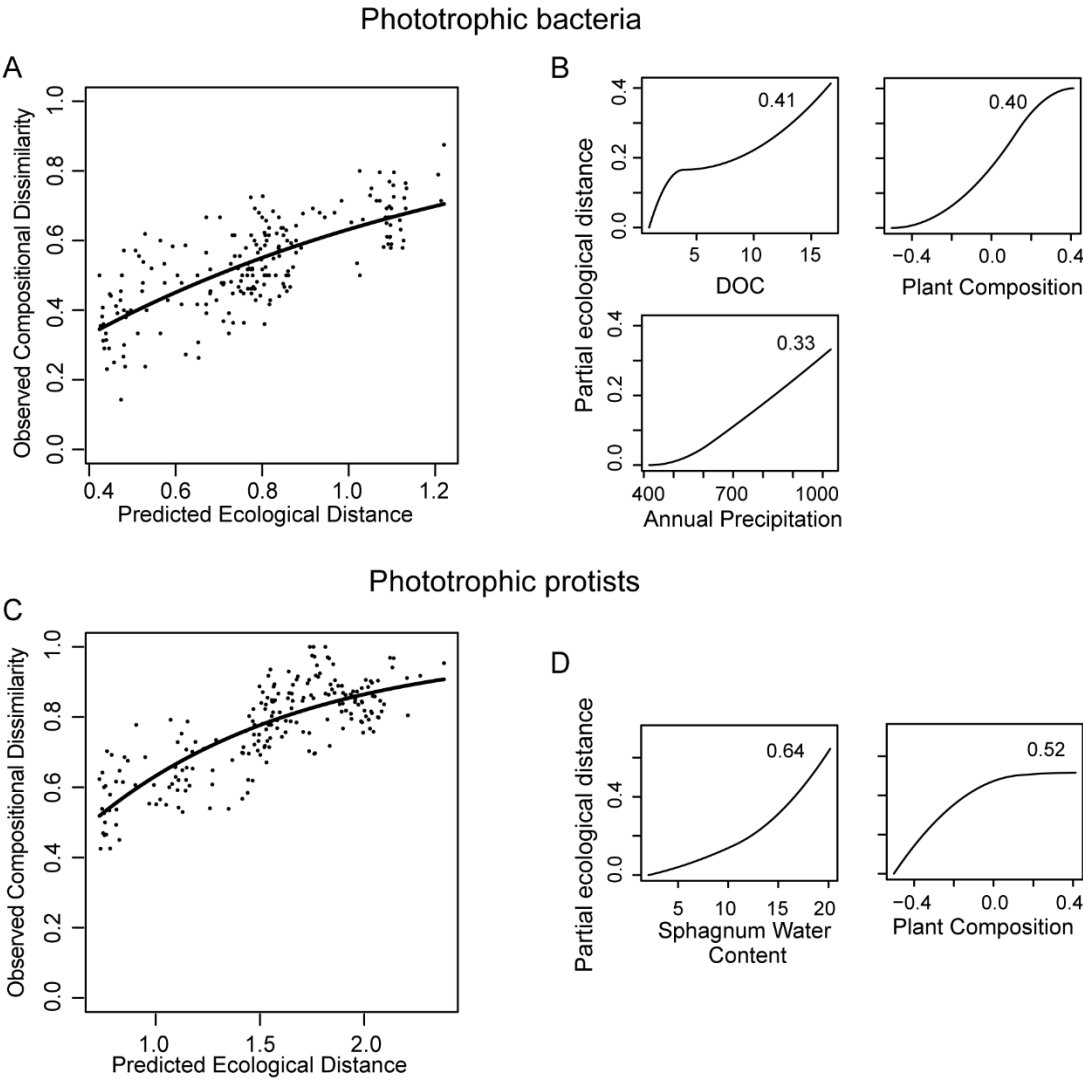 Phototrophic bacteria
A
Observed Compositional Dissimilarity
1.0
0.8
0.6
0.4
0.2
0.0
0.4 0.6 0.8 1.0 1.2
Predicted Ecological Distance
B
Partial ecological distance
0.4
0.2
0.0
0.41
5 10 15
DOC
0.40
−0.4 0.0 0.4
Plant Composition
0.4
0.2
0.0
0.33
400 700 1000
Annual Precipitation
Phototrophic protists
C
Observed Compositional Dissimilarity
1.0
0.8
0.6
0.4
0.2
0.0
1.0 1.5 2.0
Predicted Ecological Distance
D
Partial ecological distance
0.4
0.0
0.64
5 10 15 20
Sphagnum Water
Content
0.52
−0.4 0.0 0.4
Plant Composition